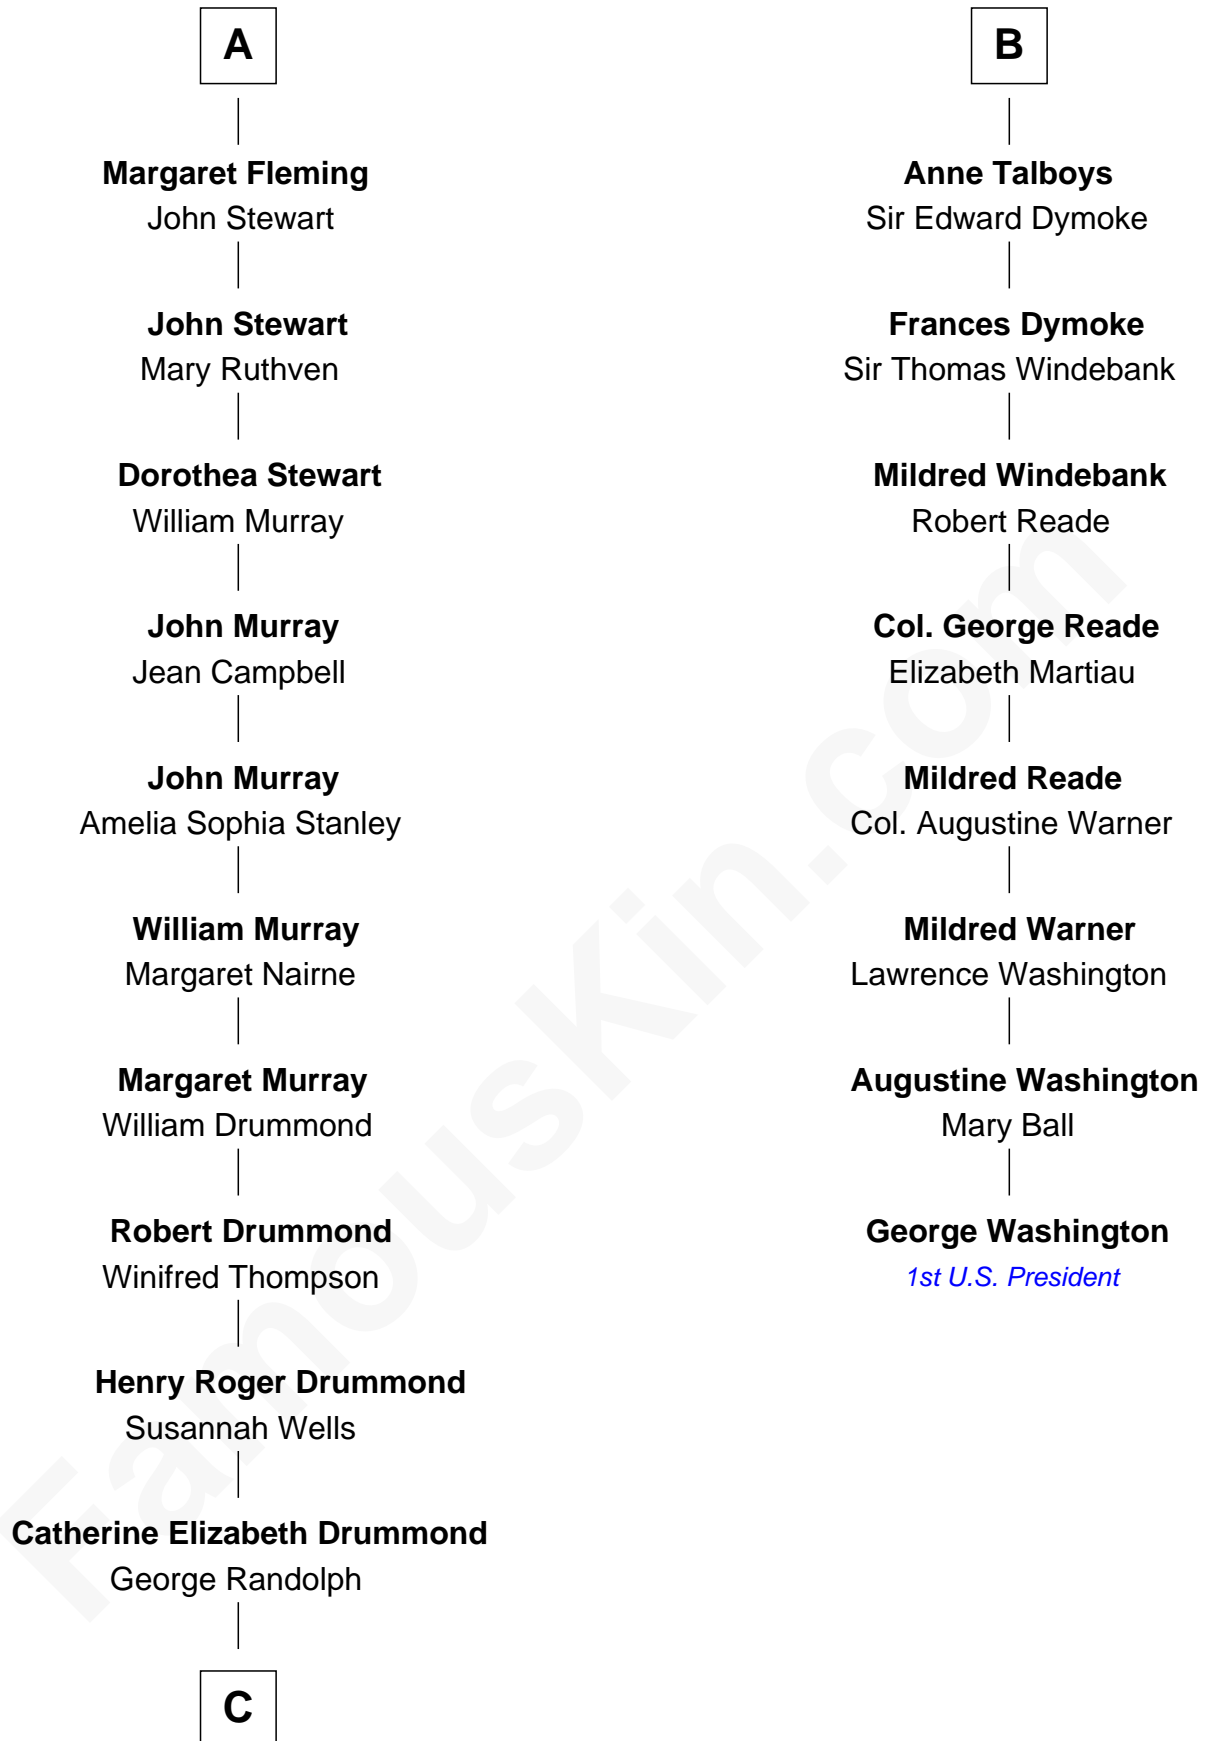 A
Margaret Fleming
John Stewart
John Stewart
Mary Ruthven
Dorothea Stewart
William Murray
John Murray
Jean Campbell
John Murray
Amelia Sophia Stanley
William Murray
Margaret Nairne
Margaret Murray
William Drummond
Robert Drummond
Winifred Thompson
Henry Roger Drummond
Susannah Wells
Catherine Elizabeth Drummond
George Randolph
C
B
Anne Talboys
Sir Edward Dymoke
Frances Dymoke
Sir Thomas Windebank
Mildred Windebank
Robert Reade
Col. George Reade
Elizabeth Martiau
Mildred Reade
Col. Augustine Warner
Mildred Warner
Lawrence Washington
Augustine Washington
Mary Ball
George Washington
1st U.S. President
FamousKin.com